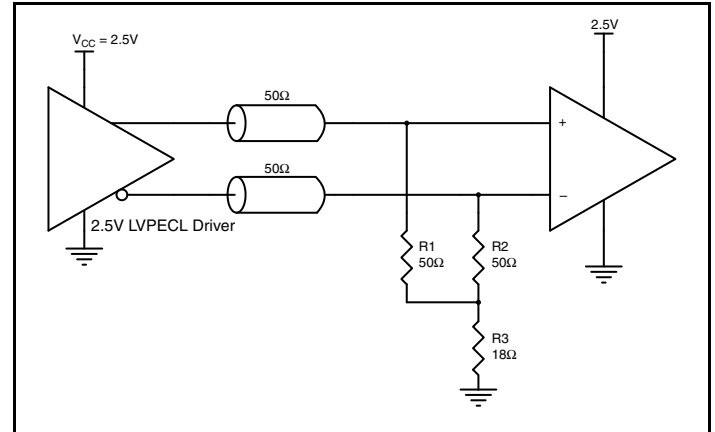 V_CC = 2.5V
2.5V
50Ω
+
50Ω
–
2.5V LVPECL Driver
R1
50Ω
R2
50Ω
R3
18Ω